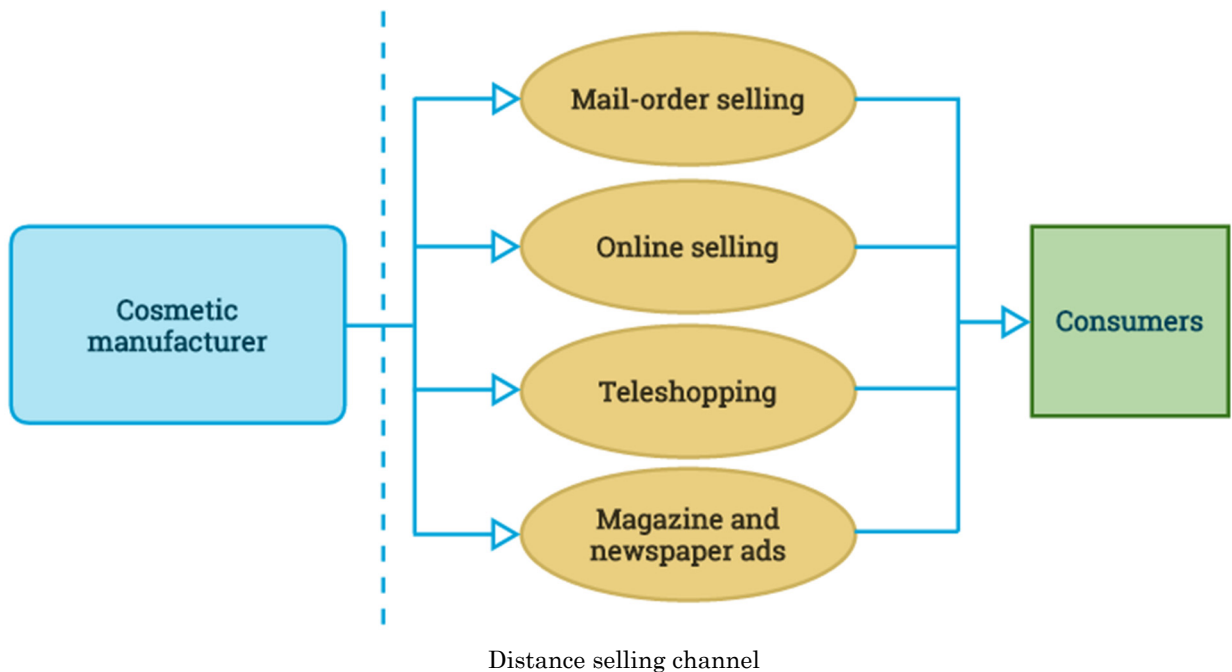 Mail-order selling
Online selling
Cosmetic
manufacturer
Consumers
Teleshopping
Magazine and
newspaper ads
Distance selling channel